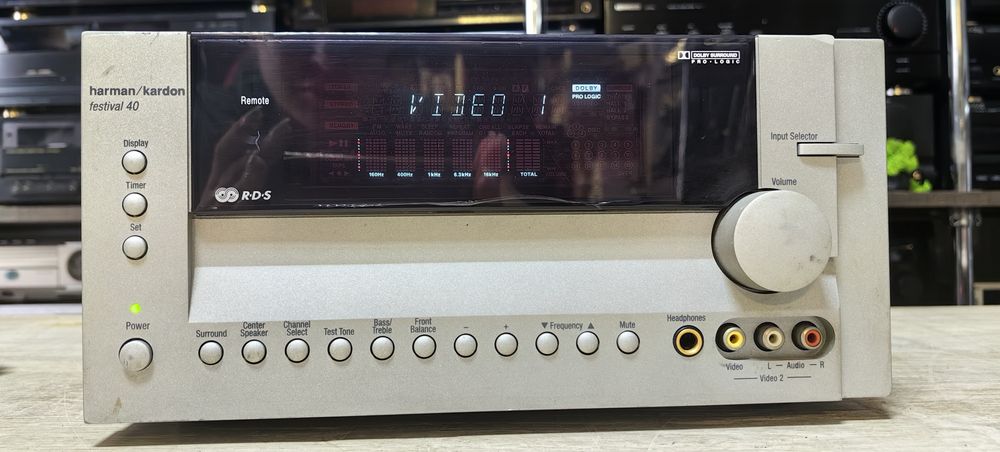 harman/kardon
festival 40
Display
Timer
Set
Power
Remote
VIDEO 1
DOLBY
PRO LOGIC
DOLBY SURROUND
PRO·LOGIC
160Hz 400Hz 1kHz 6.3kHz 16kHz TOTAL
R·D·S
Input Selector
Volume
Surround
Center
Speaker
Channel
Select
Test Tone
Bass/
Treble
Front
Balance
−
+
▼ Frequency ▲
Mute
Headphones
Video
L — Audio — R
Video 2